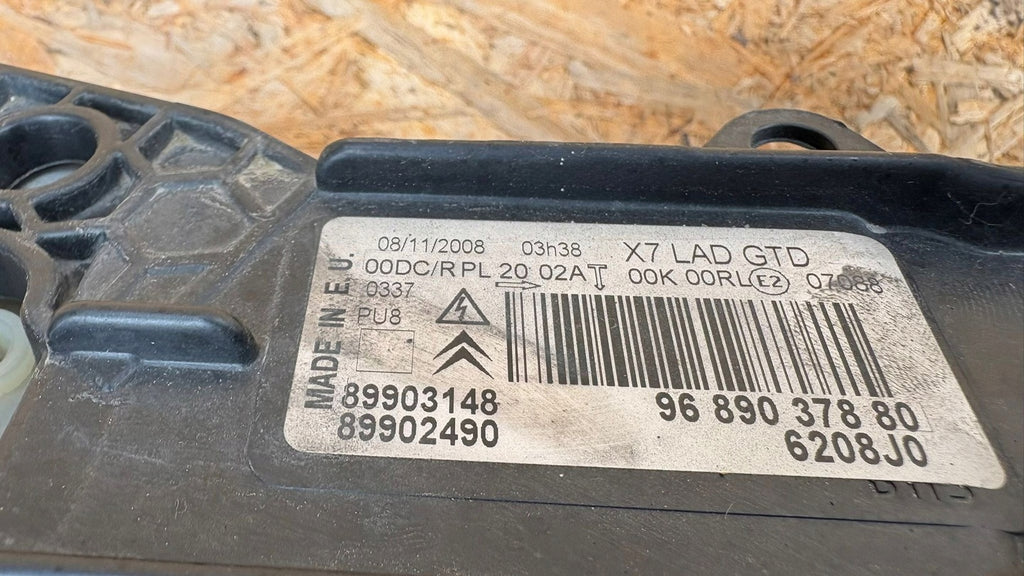 08/11/2008 03h38 X7 LAD GTD
00DC/RPL 20 02A 00K 00RL E2 07088
0337
PU8
MADE IN E.U.
89903148 96 890 378 80
89902490 6208J0